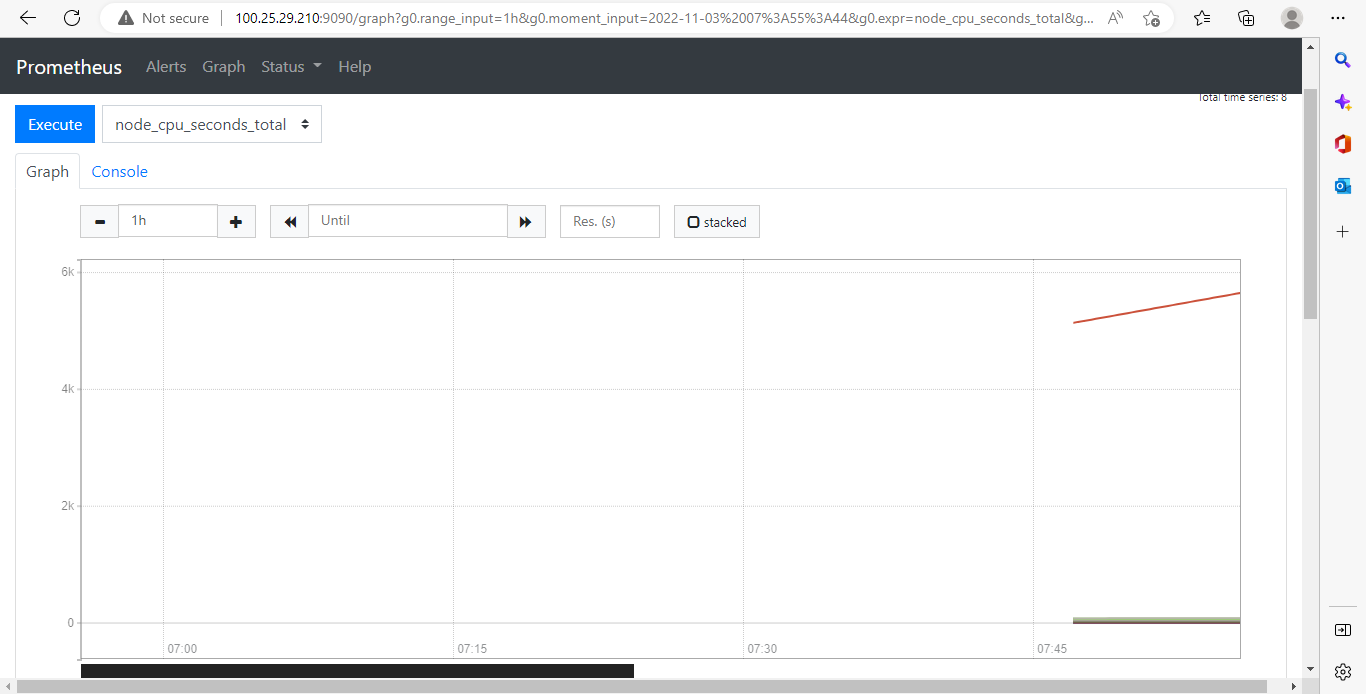 Not secure 100.25.29.210:9090/graph?g0.range_input=1h&g0.moment_input=2022-11-03%2007%3A55%3A44&g0.expr=node_cpu_seconds_total&g...
Prometheus Alerts Graph Status Help
Total time series: 8
Execute node_cpu_seconds_total
Graph Console
1h Until Res. (s) stacked
6k
4k
2k
0
07:00 07:15 07:30 07:45